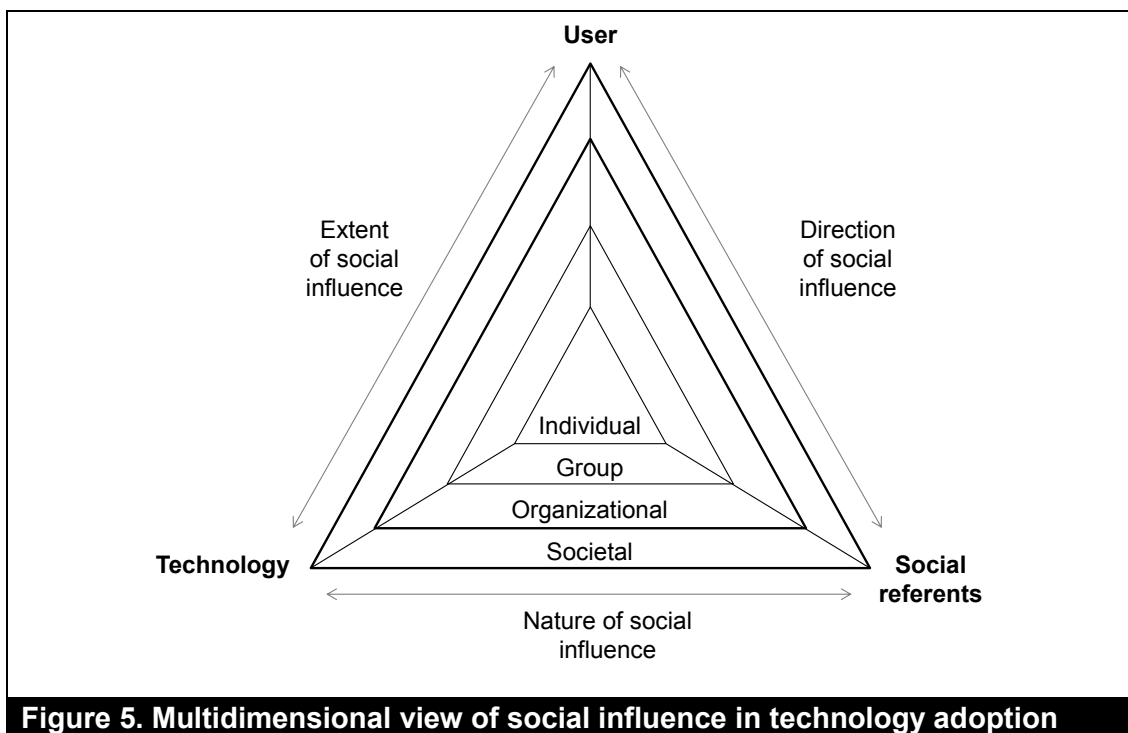 User
Extent
of social
influence
Direction
of social
influence
Individual
Group
Organizational
Societal
Technology
Social
referents
Nature of social
influence
Figure 5. Multidimensional view of social influence in technology adoption